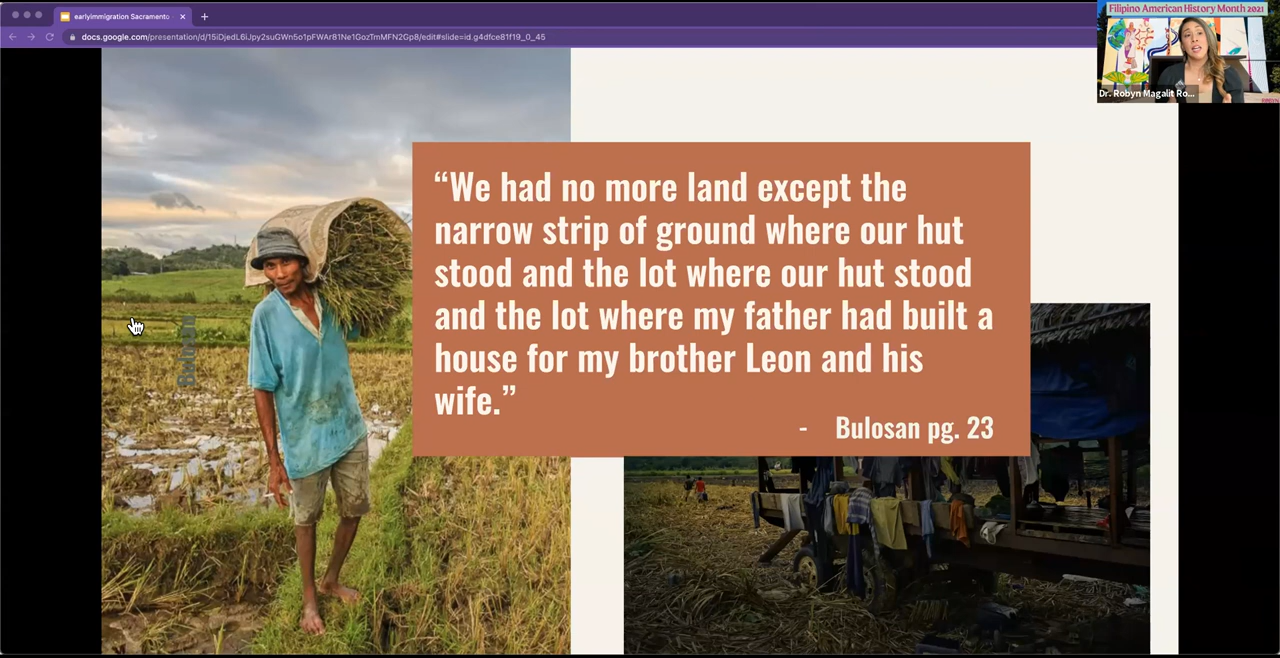 earlyimmigration Sacramento
docs.google.com/presentation/d/15iDjedL6iJpy2suGWn5o1pFWAr81Ne1GozTmMFN2Gp8/edit#slide=id.g4dfce81f19_0_45
Filipino American History Month 2021
Dr. Robyn Magalit Ro...
“We had no more land except the
narrow strip of ground where our hut
stood and the lot where our hut stood
and the lot where my father had built a
house for my brother Leon and his
wife.”
- Bulosan pg. 23
Bulosan